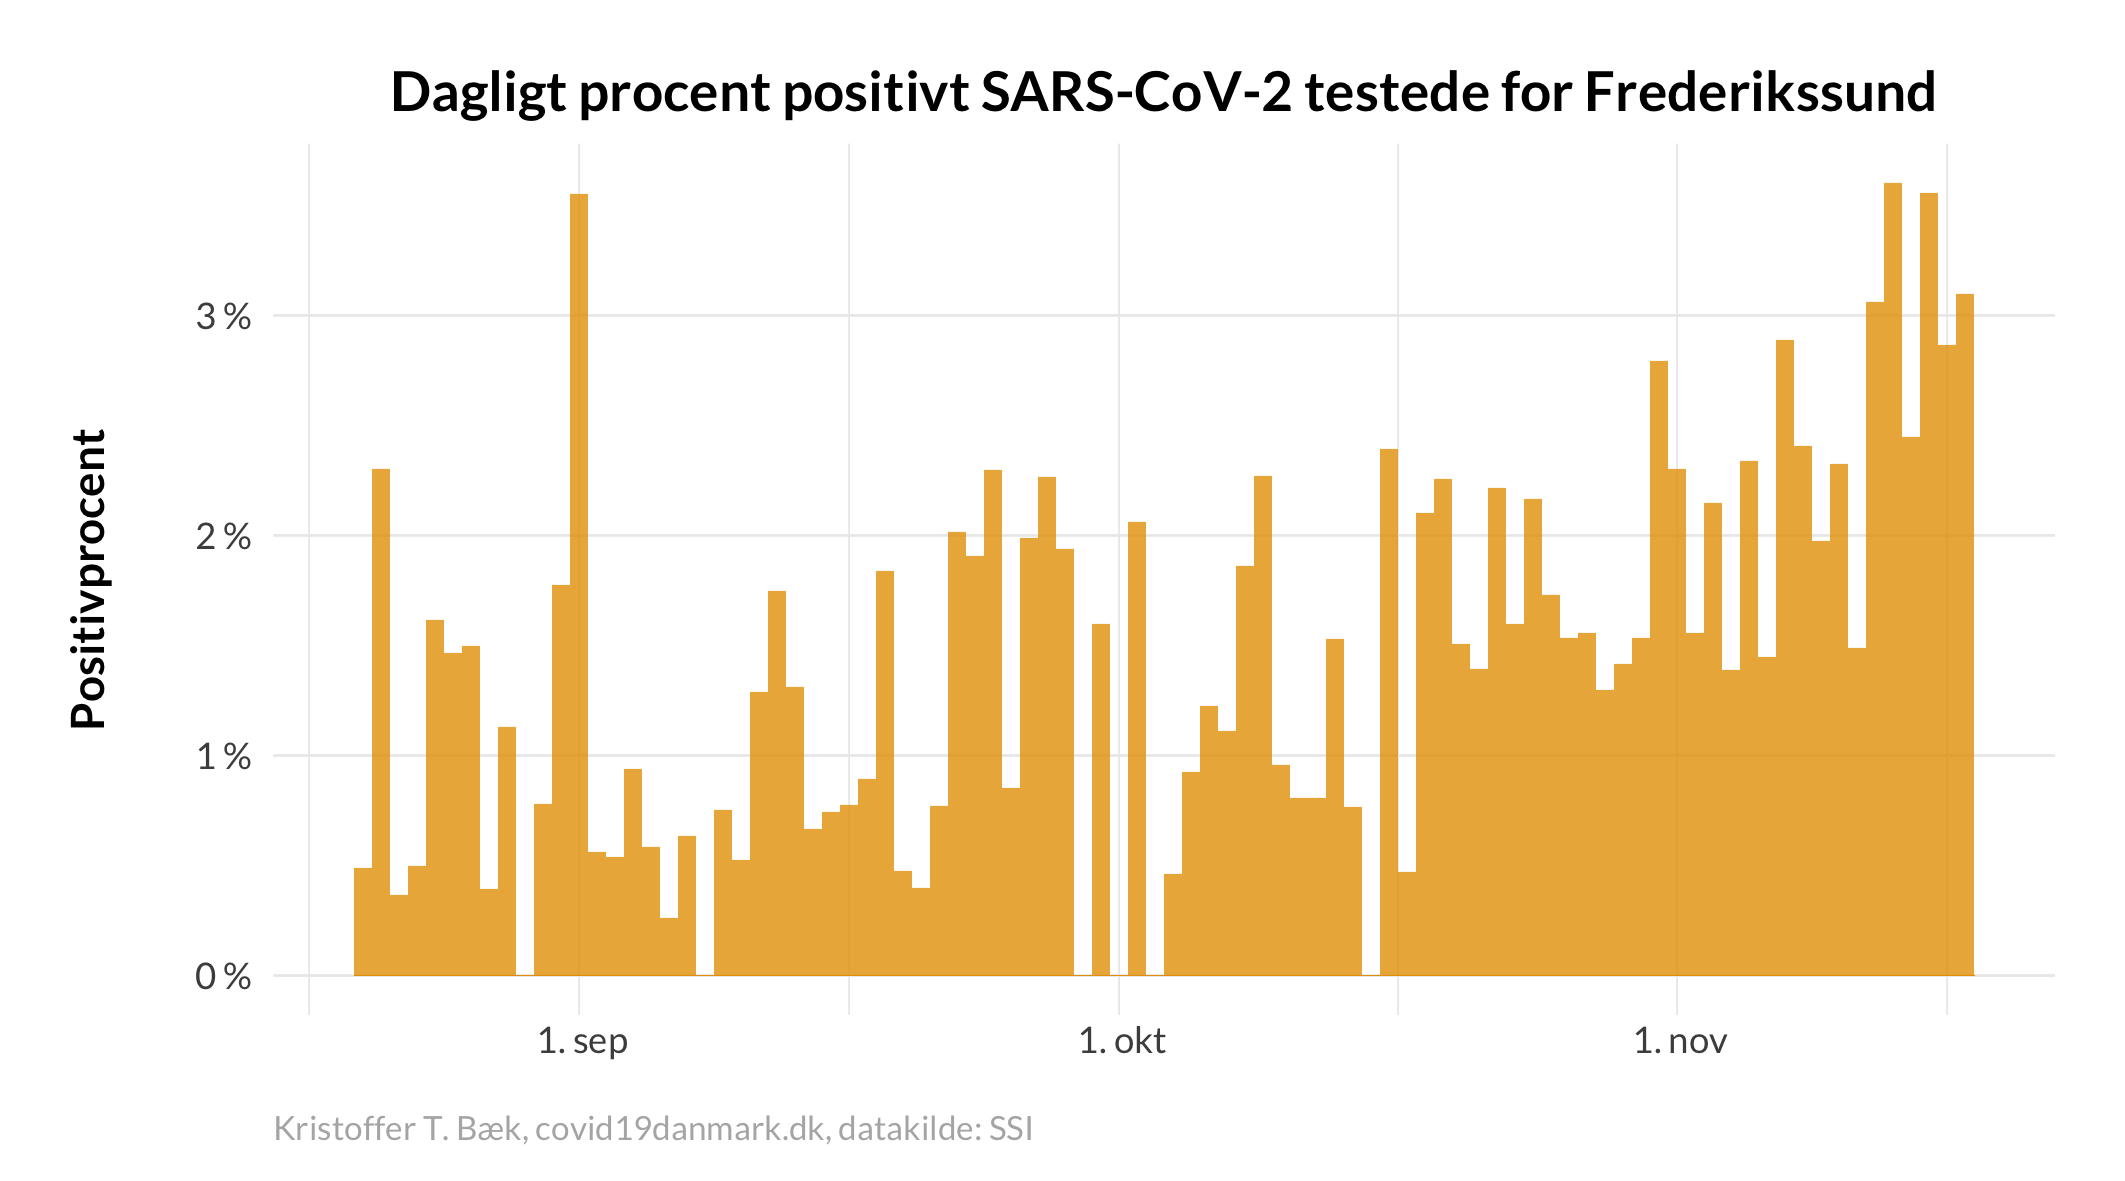 Dagligt procent positivt SARS-CoV-2 testede for Frederikssund
Positivprocent
3 %
2 %
1 %
0 %
1. sep
1. okt
1. nov
Kristoffer T. Bæk, covid19danmark.dk, datakilde: SSI